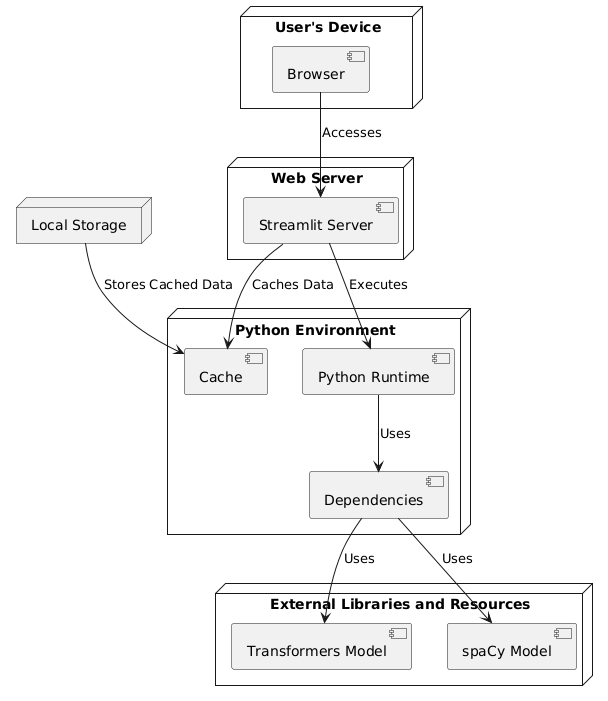 User's Device
Browser
Accesses
Web Server
Streamlit Server
Local Storage
Stores Cached Data
Caches Data
Executes
Python Environment
Cache
Python Runtime
Uses
Dependencies
Uses
Uses
External Libraries and Resources
Transformers Model
spaCy Model